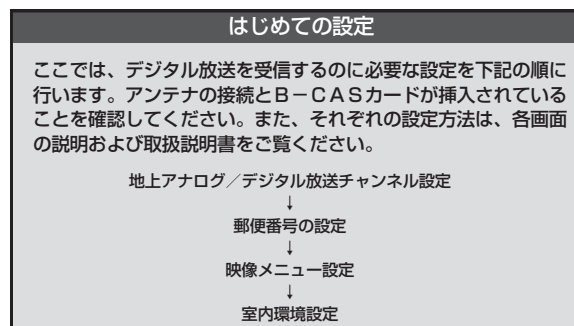 はじめての設定
ここでは、デジタル放送を受信するのに必要な設定を下記の順に
行います。アンテナの接続とB−CASカードが挿入されている
ことを確認してください。また、それぞれの設定方法は、各画面
の説明および取扱説明書をご覧ください。
地上アナログ／デジタル放送チャンネル設定
↓
郵便番号の設定
↓
映像メニュー設定
↓
室内環境設定